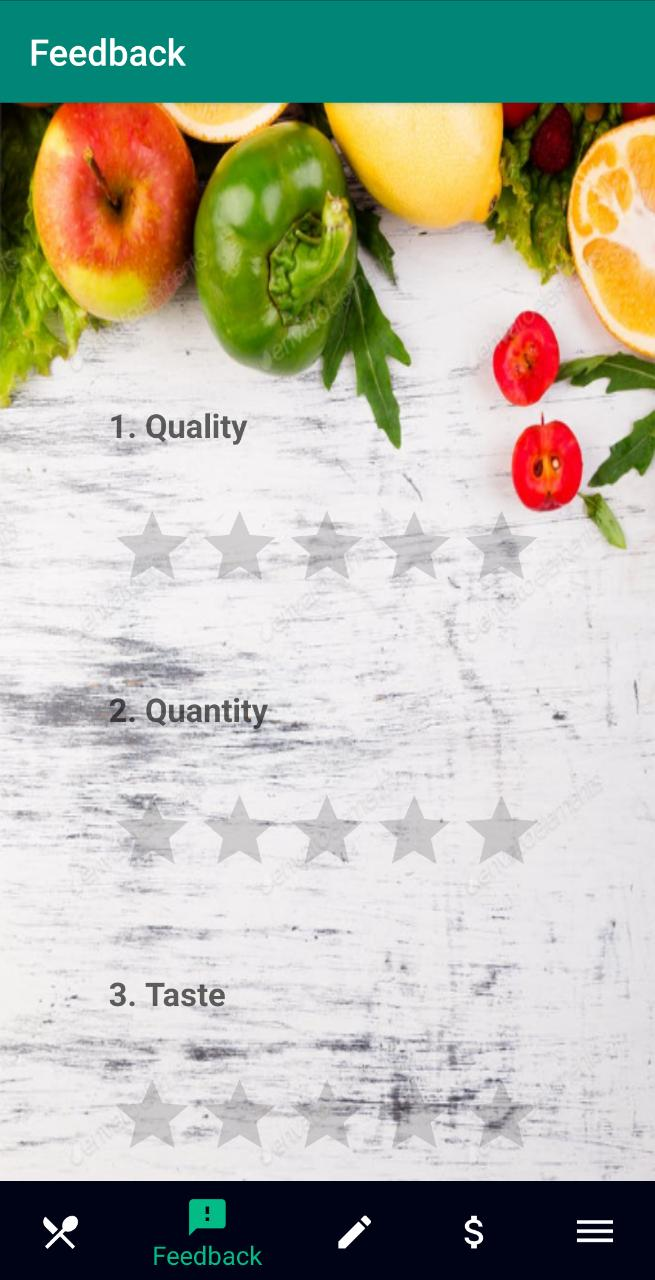 Feedback
1. Quality
2. Quantity
3. Taste
Feedback